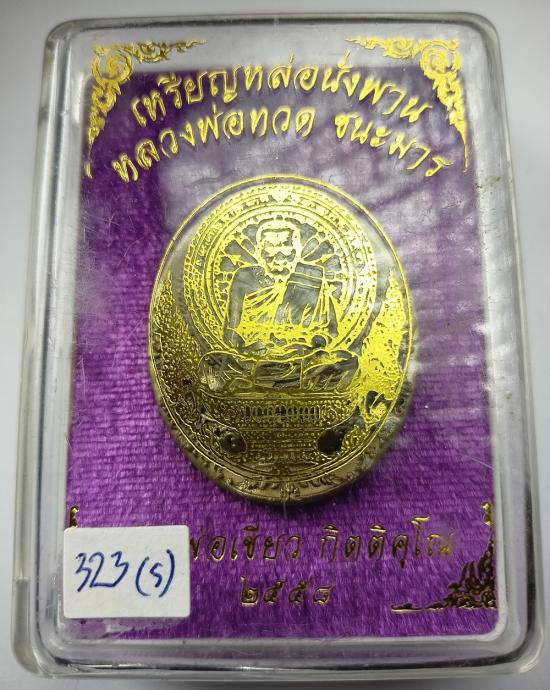 เหรียญหล่อนั่งพาน
หลวงพ่อทวด ชนะมาร
พ่อเขียว กิตติคุโณ
๒๕๕๘
323 (s)